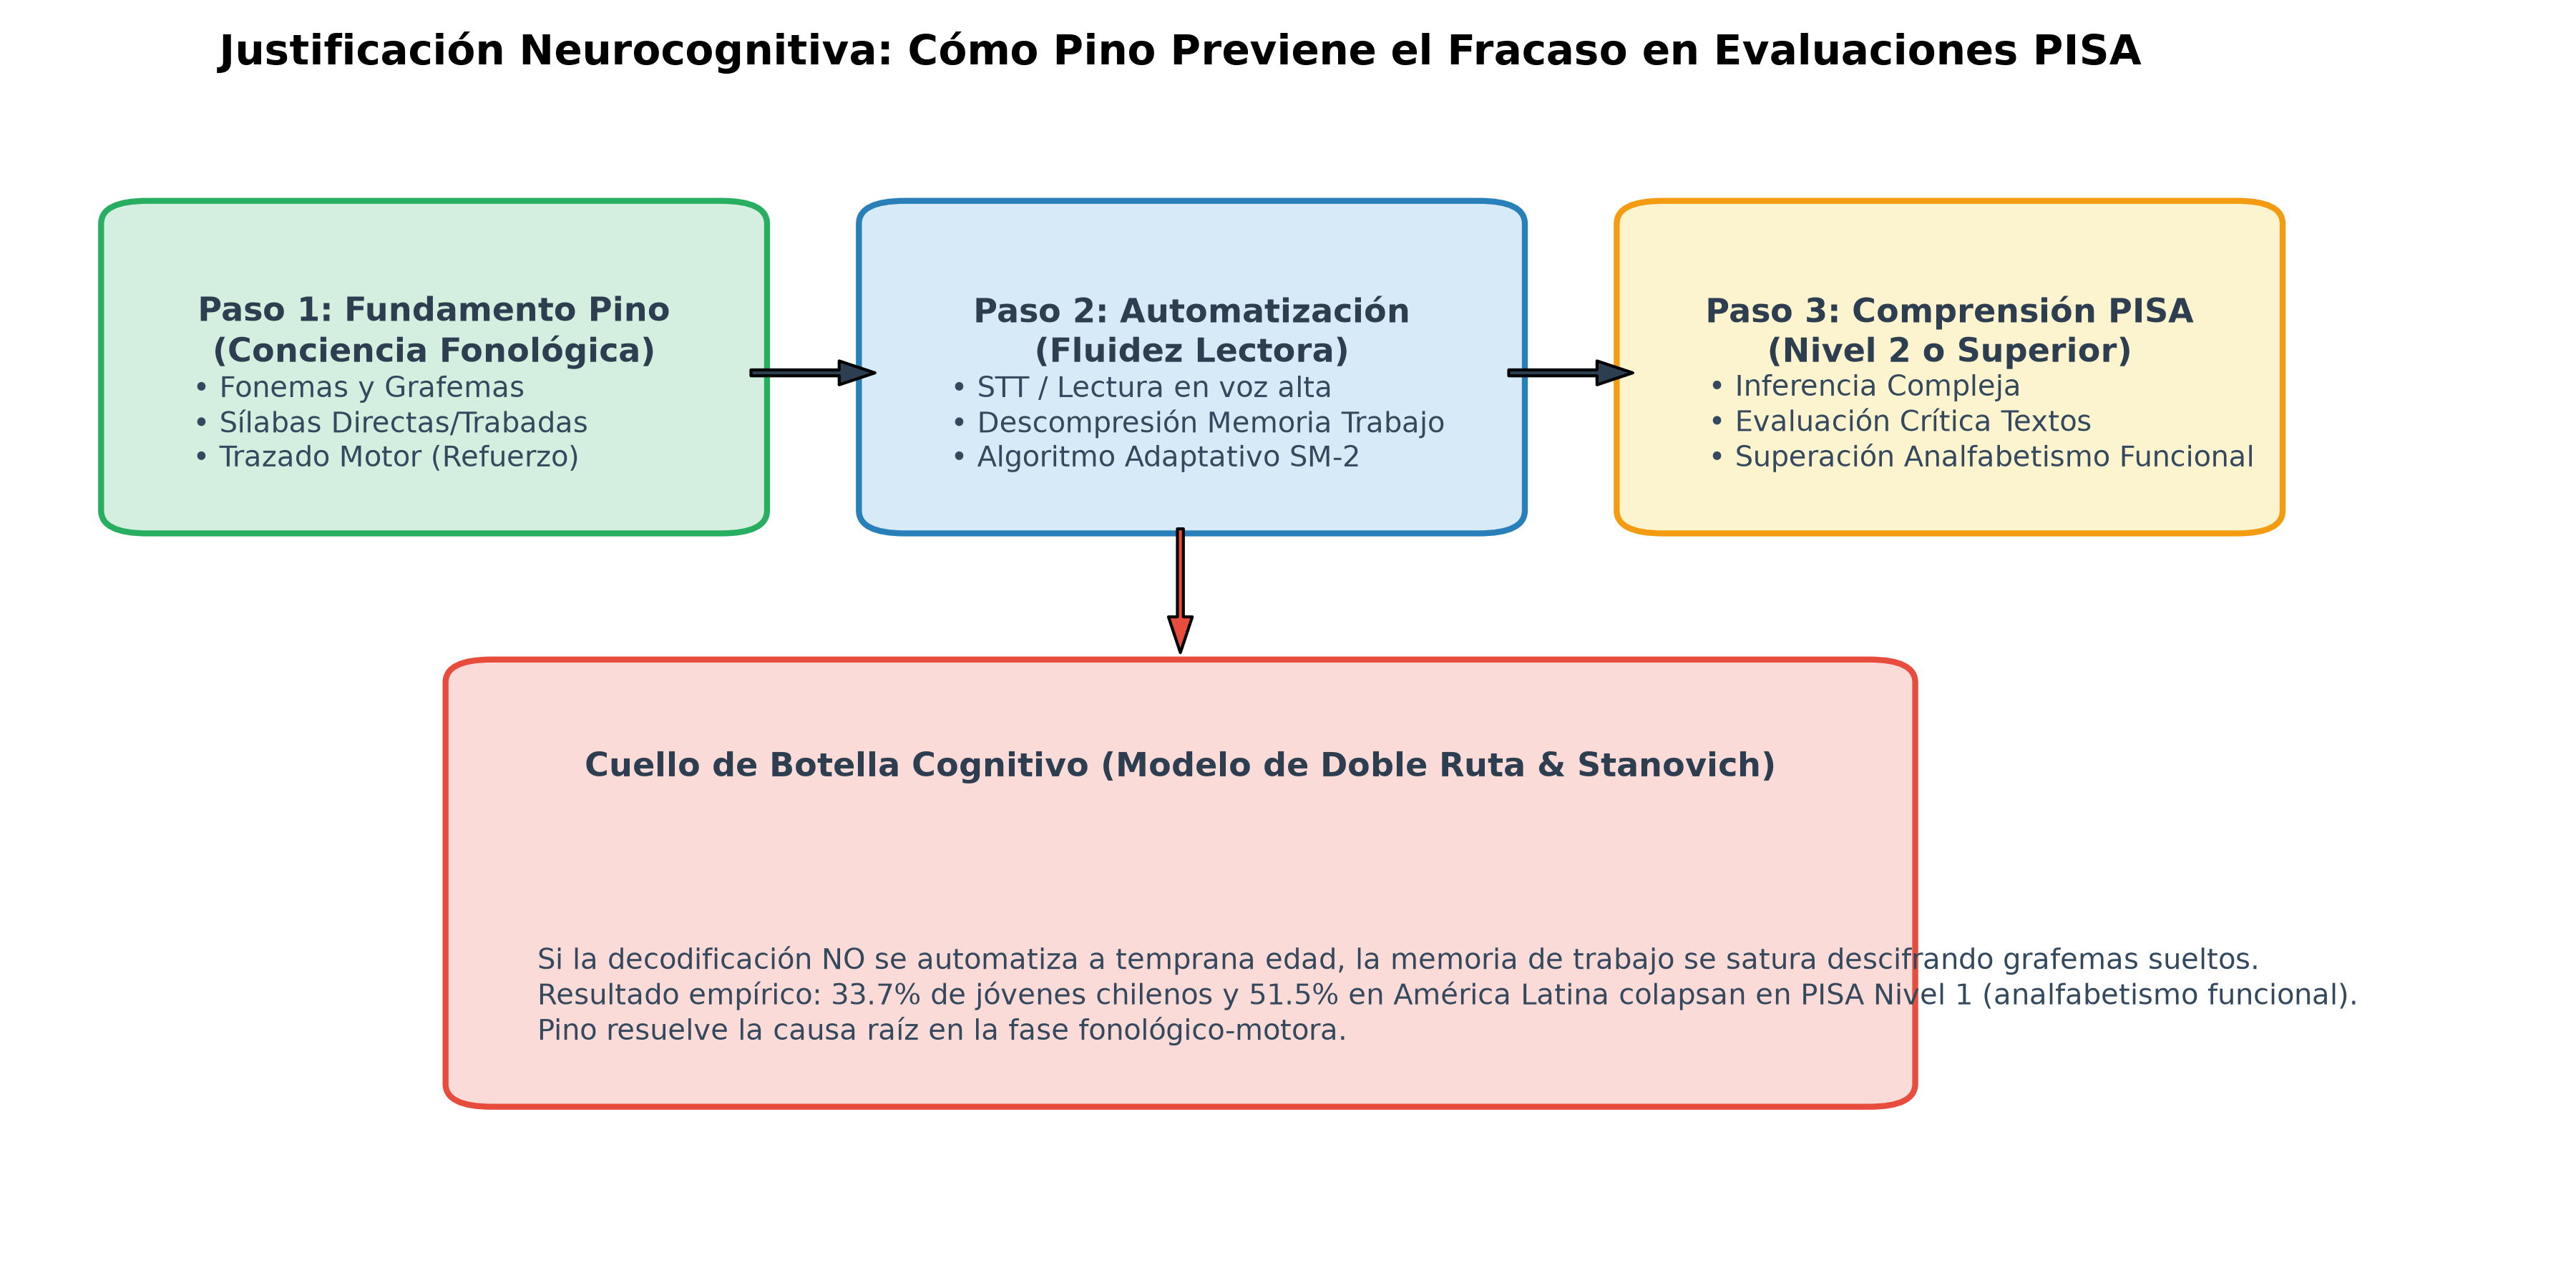 Justificación Neurocognitiva: Cómo Pino Previene el Fracaso en Evaluaciones PISA
Paso 1: Fundamento Pino
(Conciencia Fonológica)
• Fonemas y Grafemas
• Sílabas Directas/Trabadas
• Trazado Motor (Refuerzo)
Paso 2: Automatización
(Fluidez Lectora)
• STT / Lectura en voz alta
• Descompresión Memoria Trabajo
• Algoritmo Adaptativo SM-2
Paso 3: Comprensión PISA
(Nivel 2 o Superior)
• Inferencia Compleja
• Evaluación Crítica Textos
• Superación Analfabetismo Funcional
Cuello de Botella Cognitivo (Modelo de Doble Ruta & Stanovich)
Si la decodificación NO se automatiza a temprana edad, la memoria de trabajo se satura descifrando grafemas sueltos.
Resultado empírico: 33.7% de jóvenes chilenos y 51.5% en América Latina colapsan en PISA Nivel 1 (analfabetismo funcional).
Pino resuelve la causa raíz en la fase fonológico-motora.